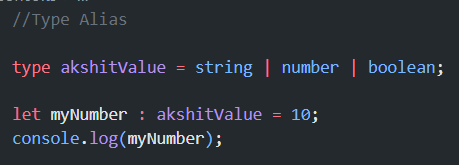 //Type Alias
type akshitValue = string | number | boolean;
let myNumber : akshitValue = 10;
console.log(myNumber);